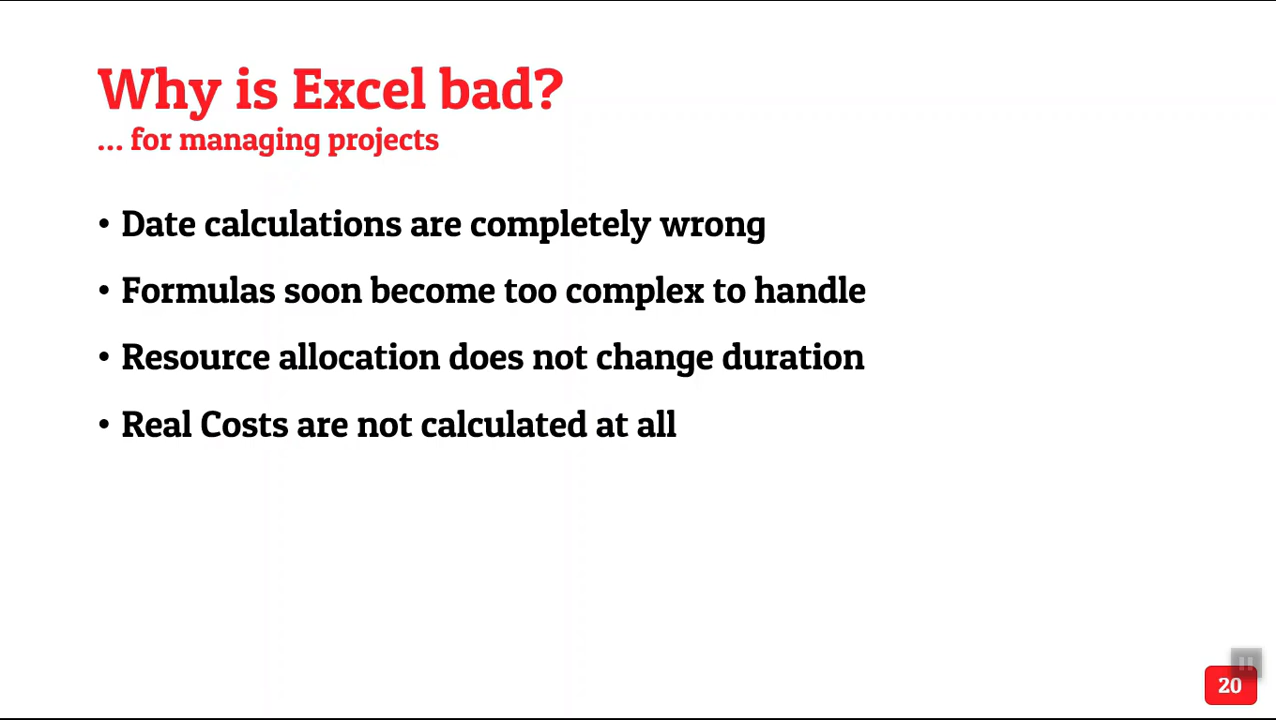 Why is Excel bad?
... for managing projects
• Date calculations are completely wrong
• Formulas soon become too complex to handle
• Resource allocation does not change duration
• Real Costs are not calculated at all
20